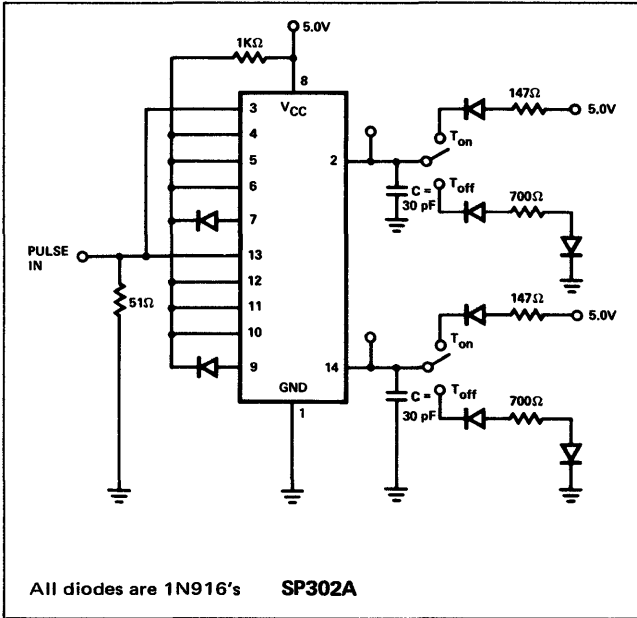 5.0V
1KΩ
8
VCC
3
4
5
6
7
13
12
11
10
9
GND
1
2
14
PULSE
IN
51Ω
147Ω
5.0V
Ton
C =
30 pF
Toff
700Ω
147Ω
5.0V
Ton
C =
30 pF
Toff
700Ω
All diodes are 1N916's SP302A